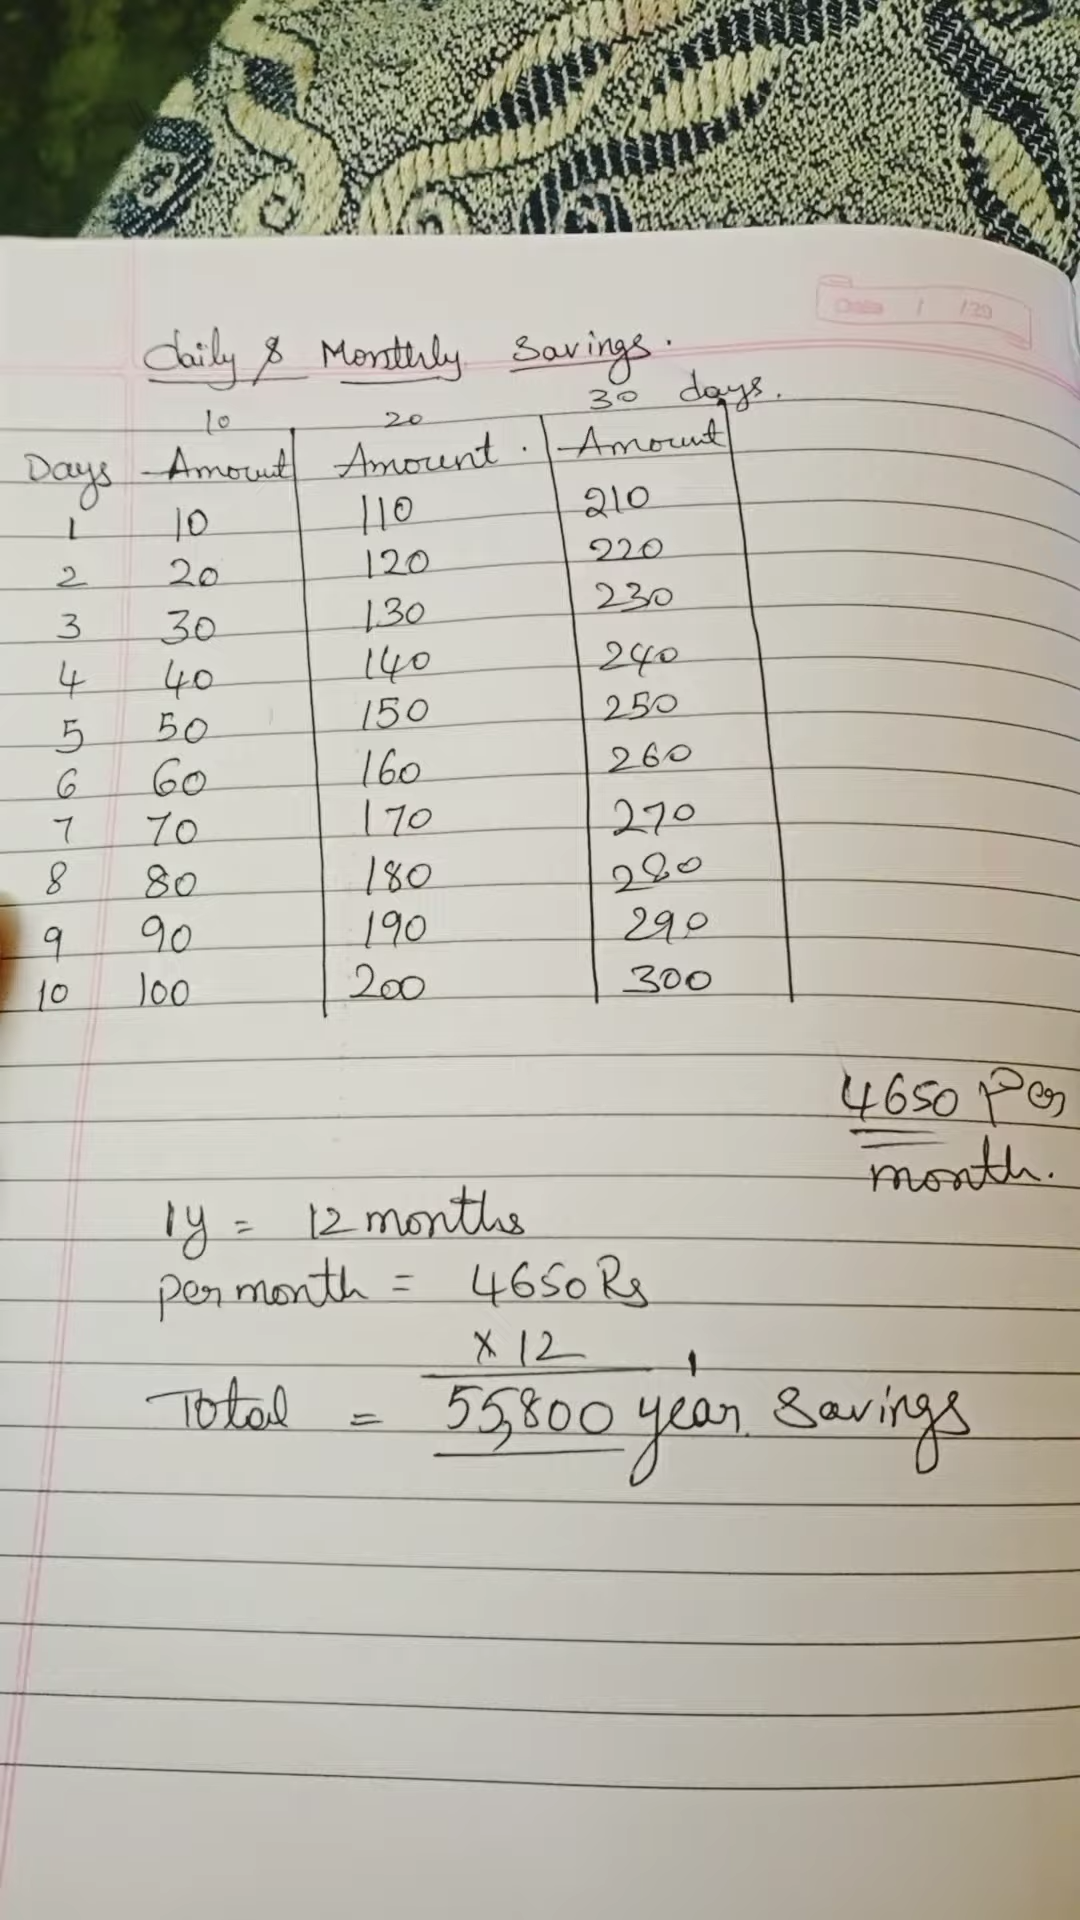 Date / /20
Daily & Monthly Savings.
10 20 30 days.
Days Amount Amount. Amount
1 10 110 210
2 20 120 220
3 30 130 230
4 40 140 240
5 50 150 250
6 60 160 260
7 70 170 270
8 80 180 280
9 90 190 290
10 100 200 300
4650 Per
month.
1y = 12 months
per month = 4650 Rs
x 12
Total = 55,800 year savings